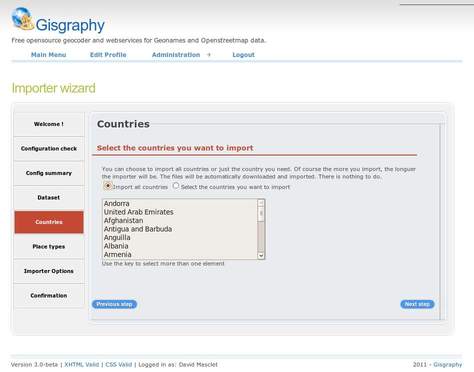 Gisgraphy
Free opensource geocoder and webservices for Geonames and Openstreetmap data.
Main Menu Edit Profile Administration Logout
Importer wizard
Welcome !
Configuration check
Config summary
Dataset
Countries
Place types
Importer Options
Confirmation
Countries
Select the countries you want to import
You can choose to import all countries or just the country you need. Of course the more you import, the longuer
the importer will be. The files will be automatically downloaded and imported. There is nothing to do.
Import all countries Select the countries you want to import
Andorra
United Arab Emirates
Afghanistan
Antigua and Barbuda
Anguilla
Albania
Armenia
Use the key to select more than one element
Previous step Next step
Version 3.0-beta | XHTML Valid | CSS Valid | Logged in as: David Masclet 2011 - Gisgraphy